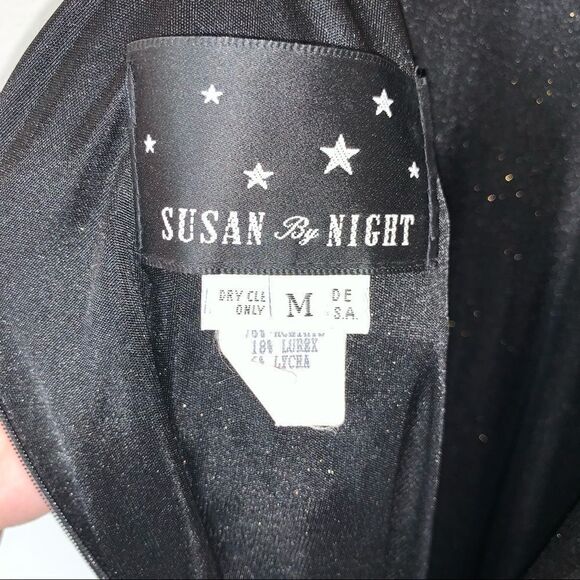 SUSAN By NIGHT
DRY CLE M DE
ONLY S.A.
18% LUREX
LYCRA